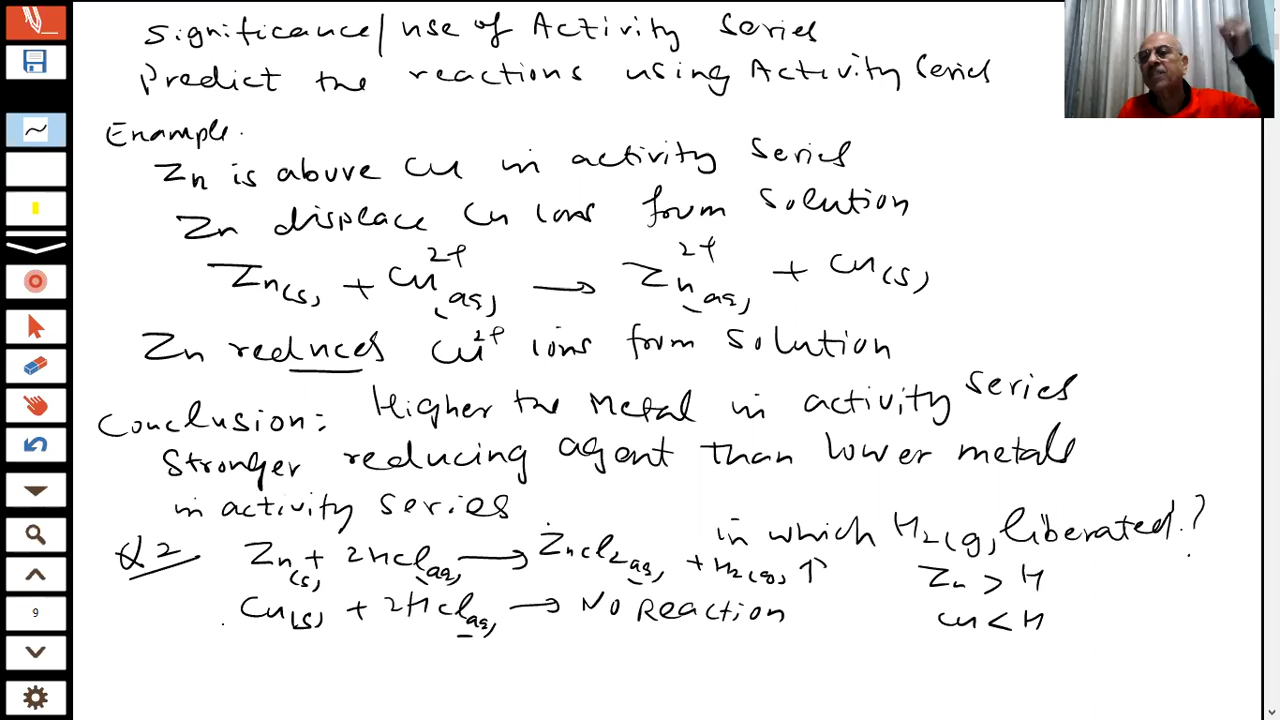 Significance/use of Activity Series
Predict the reactions using Activity Series
Example.
Zn is above Cu in activity Series
Zn displace Cu ions from Solution
Zn(s) + Cu²⁺(aq) → Zn²⁺(aq) + Cu(s)
Zn reduces Cu²⁺ ions from Solution
Conclusion: Higher the Metal in activity Series
Stronger reducing agent than lower metals
in activity series
Q2 Zn(s) + 2HCl(aq) → ZnCl₂(aq) + H₂(g) ↑ in which H₂(g) liberated?
Cu(s) + 2HCl(aq) → No Reaction
Zn > H
Cu < H
9